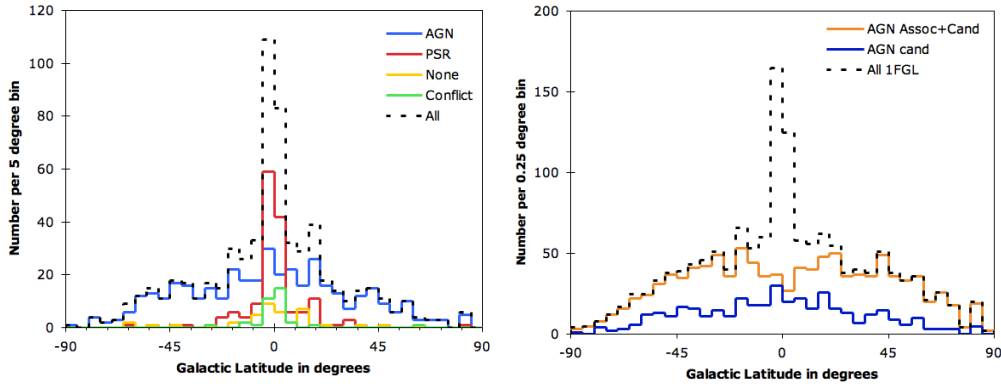 Number per 5 degree bin
120
100
80
60
40
20
0
-90
-45
0
45
90
Galactic Latitude in degrees
AGN
PSR
None
Conflict
All
Number per 0.25 degree bin
200
150
100
50
0
-90
-45
0
45
90
Galactic Latitude in degrees
AGN Assoc+Cand
AGN cand
All 1FGL